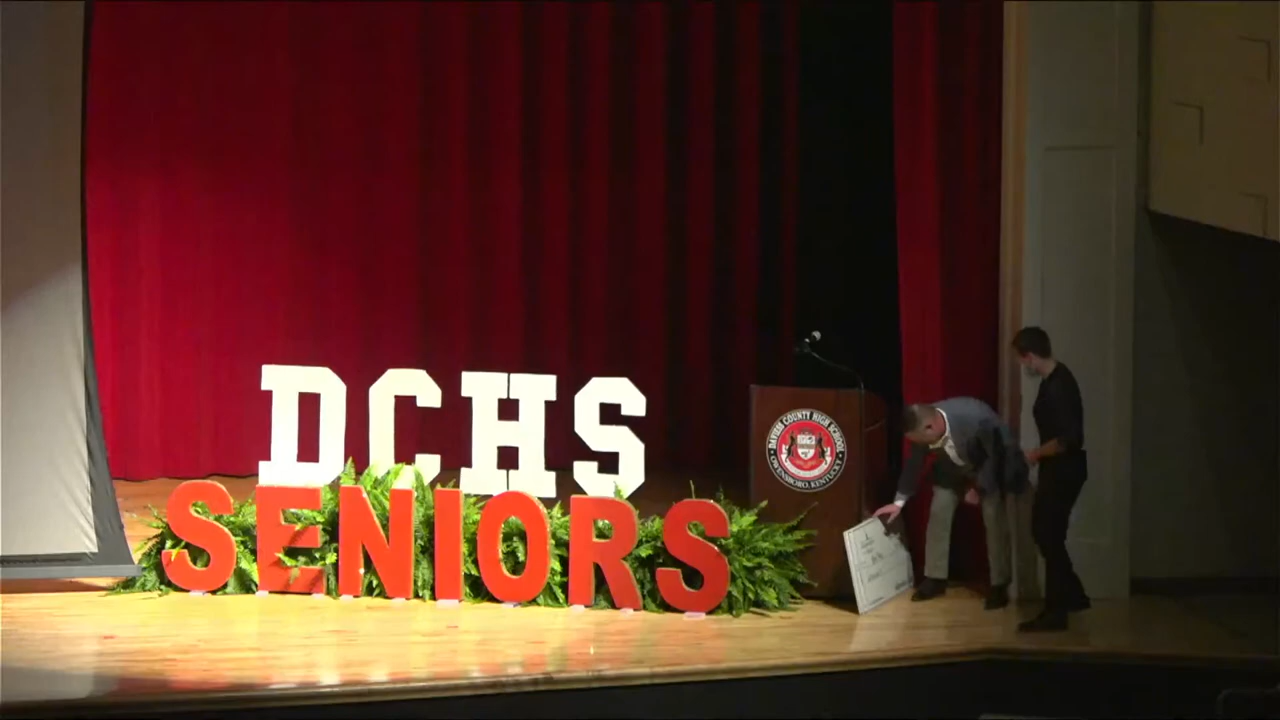 DCHS
SENIORS
DAVIESS COUNTY HIGH SCHOOL
OWENSBORO, KENTUCKY